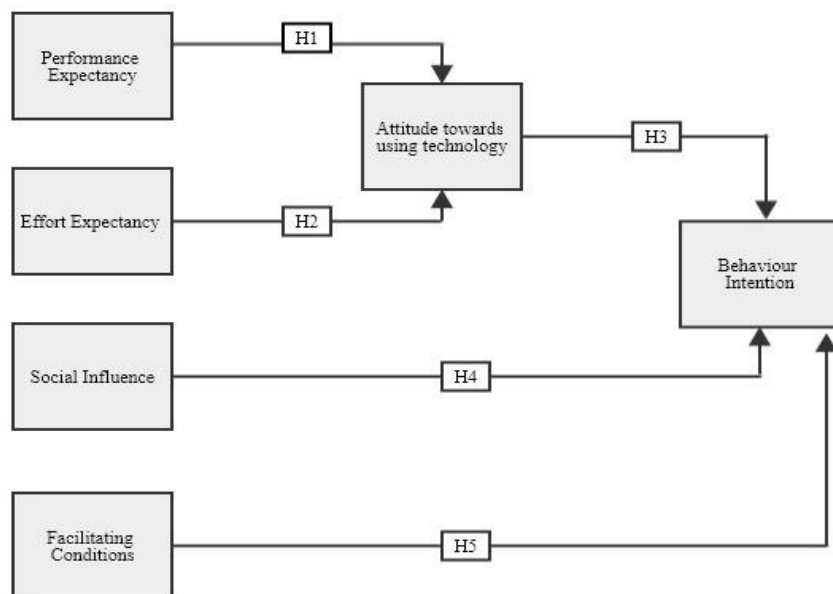 Performance
Expectancy
H1
Attitude towards
using technology
H3
Effort Expectancy
H2
Behaviour
Intention
Social Influence
H4
Facilitating
Conditions
H5